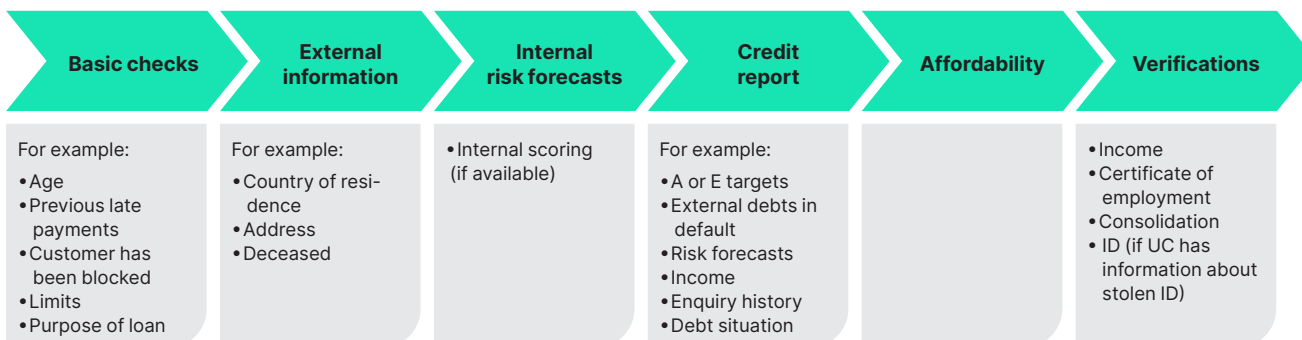 Basic checks
External
information
Internal
risk forecasts
Credit
report
Affordability
Verifications
For example:
•Age
•Previous late
payments
•Customer has
been blocked
•Limits
•Purpose of loan
For example:
•Country of resi-
dence
•Address
•Deceased
•Internal scoring
(if available)
For example:
•A or E targets
•External debts in
default
•Risk forecasts
•Income
•Enquiry history
•Debt situation
•Income
•Certificate of
employment
•Consolidation
• ID (if UC has
information about
stolen ID)